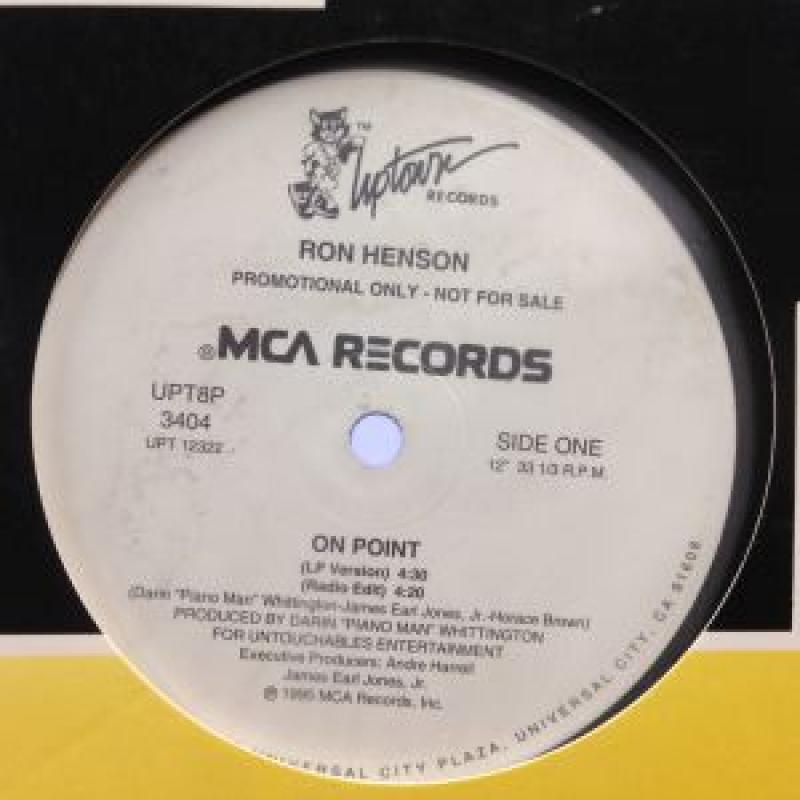 ™
Uptown
RECORDS
RON HENSON
PROMOTIONAL ONLY - NOT FOR SALE
®MCA RECORDS
UPT8P
3404
UPT 12322
SIDE ONE
12" 33 1/3 R.P.M.
ON POINT
(LP Version) 4:30
(Radio Edit) 4:20
(Darin "Piano Man" Whittington-James Earl Jones, Jr.-Horace Brown)
PRODUCED BY DARIN "PIANO MAN" WHITTINGTON
FOR UNTOUCHABLES ENTERTAINMENT
Executive Producers: Andre Harrell
James Earl Jones, Jr.
℗ 1995 MCA Records, Inc.
UNIVERSAL CITY PLAZA, UNIVERSAL CITY, CA 91608